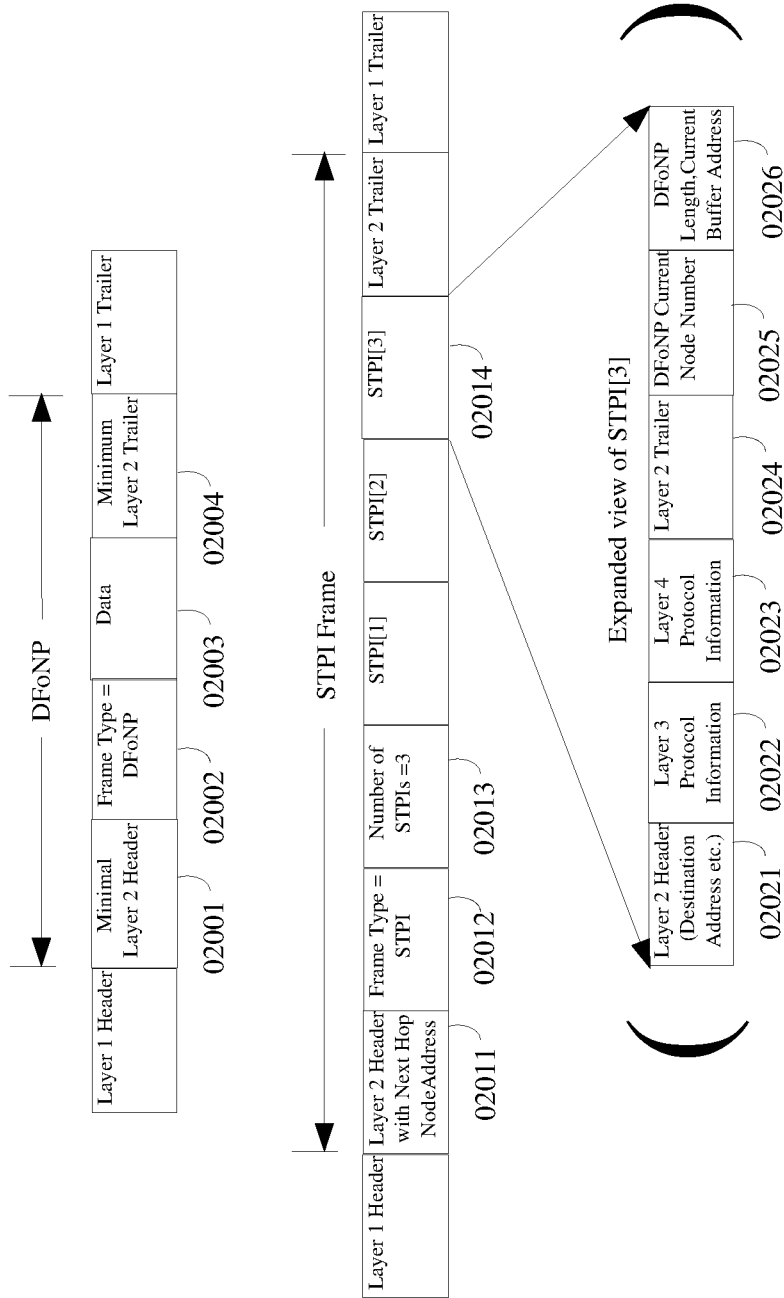 DFoNP
Layer 1 Header
Minimal
Layer 2 Header
Frame Type =
DFoNP
Data
Minimum
Layer 2 Trailer
Layer 1 Trailer
02001
02002
02003
02004
STPI Frame
Layer 1 Header
Layer 2 Header
with Next Hop
NodeAddress
Frame Type =
STPI
Number of
STPIs =3
STPI[1]
STPI[2]
STPI[3]
Layer 2 Trailer
Layer 1 Trailer
02011
02012
02013
02014
Expanded view of STPI[3]
(
Layer 2 Header
(Destination
Address etc.)
Layer 3
Protocol
Information
Layer 4
Protocol
Information
Layer 2 Trailer
DFoNP Current
Node Number
DFoNP
Length,Current
Buffer Address
)
02021
02022
02023
02024
02025
02026